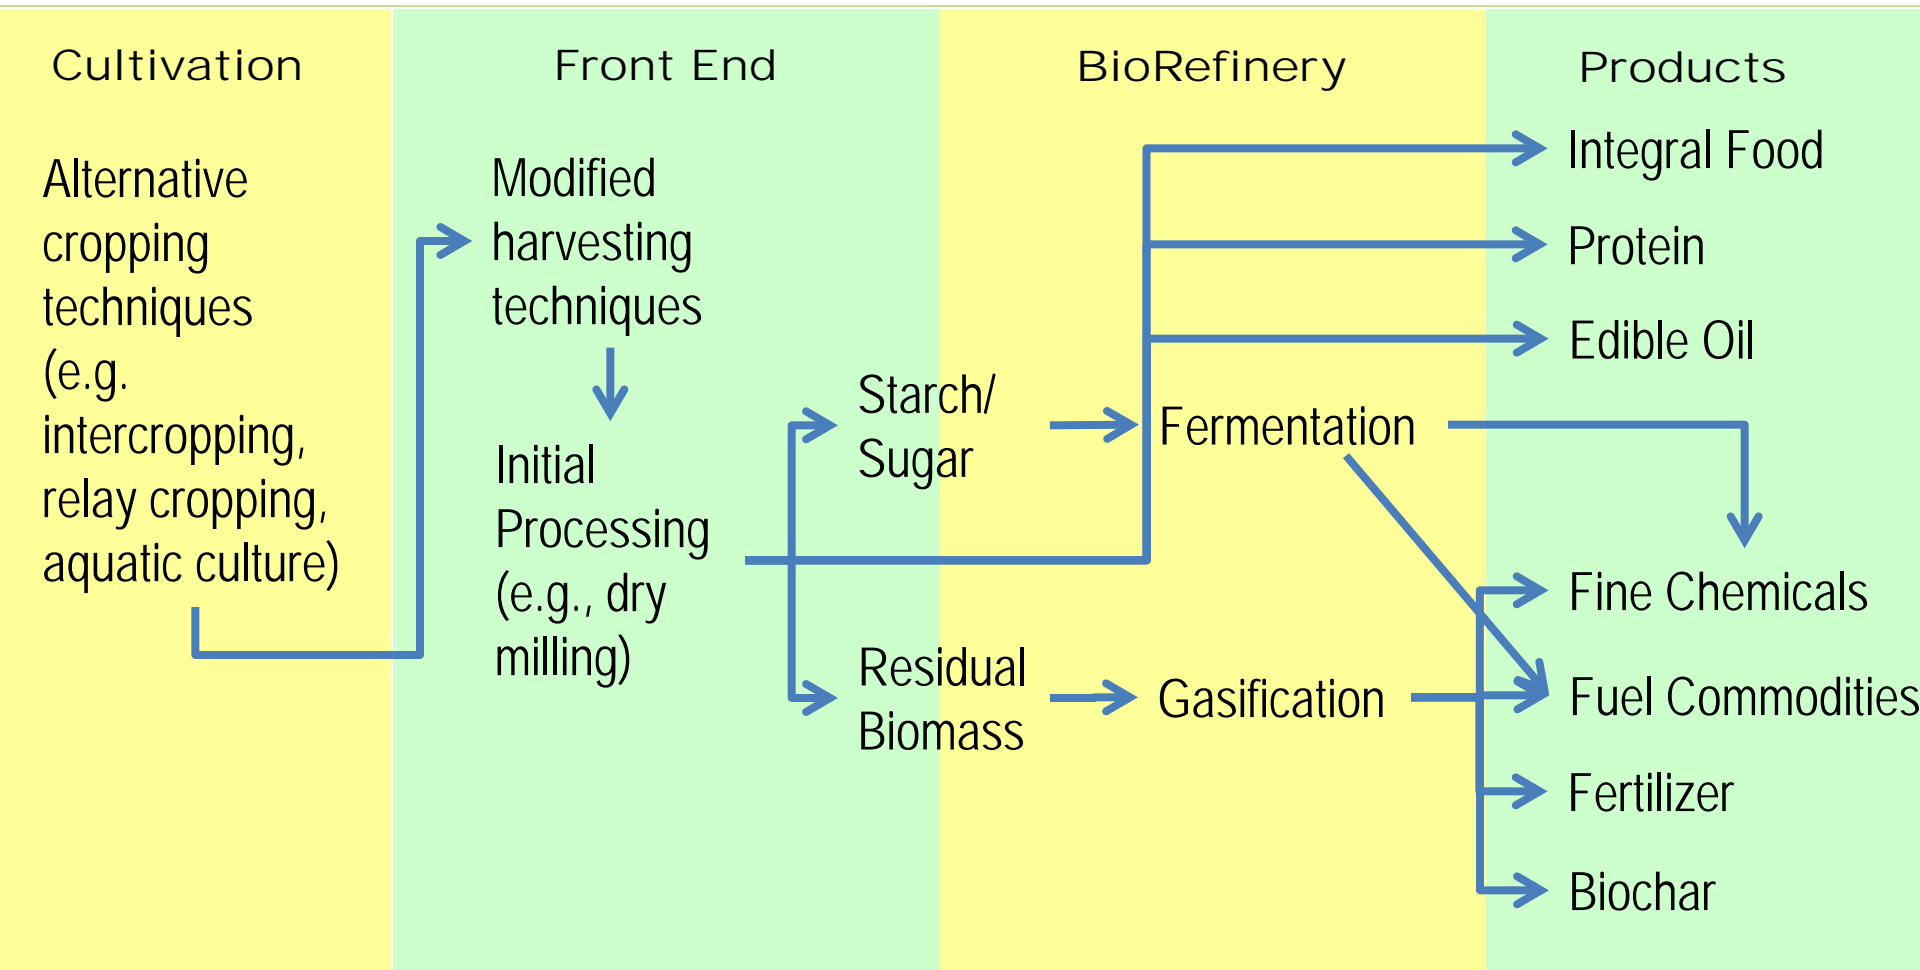 Cultivation
Front End
BioRefinery
Products
Alternative
cropping
techniques
(e.g.
intercropping,
relay cropping,
aquatic culture)
Modified
harvesting
techniques
Initial
Processing
(e.g., dry
milling)
Starch/
Sugar
Residual
Biomass
Fermentation
Gasification
Integral Food
Protein
Edible Oil
Fine Chemicals
Fuel Commodities
Fertilizer
Biochar